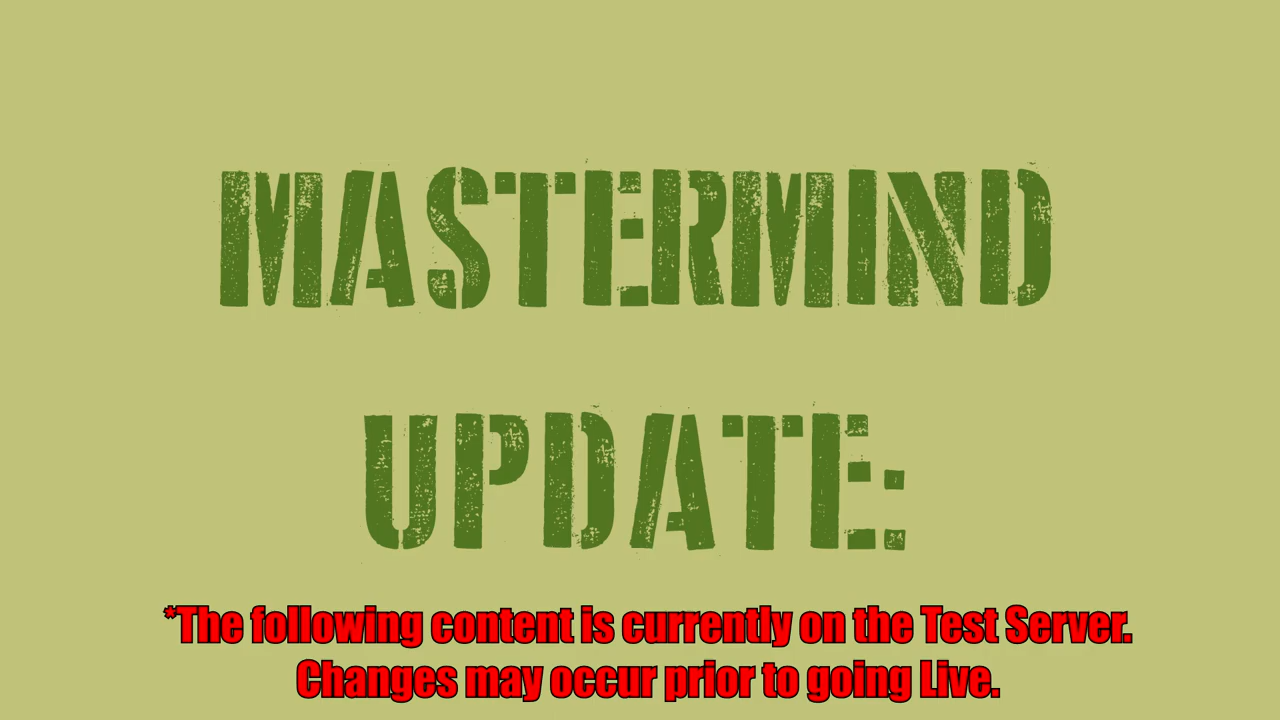 MASTERMIND
UPDATE:
*The following content is currently on the Test Server.
Changes may occur prior to going Live.